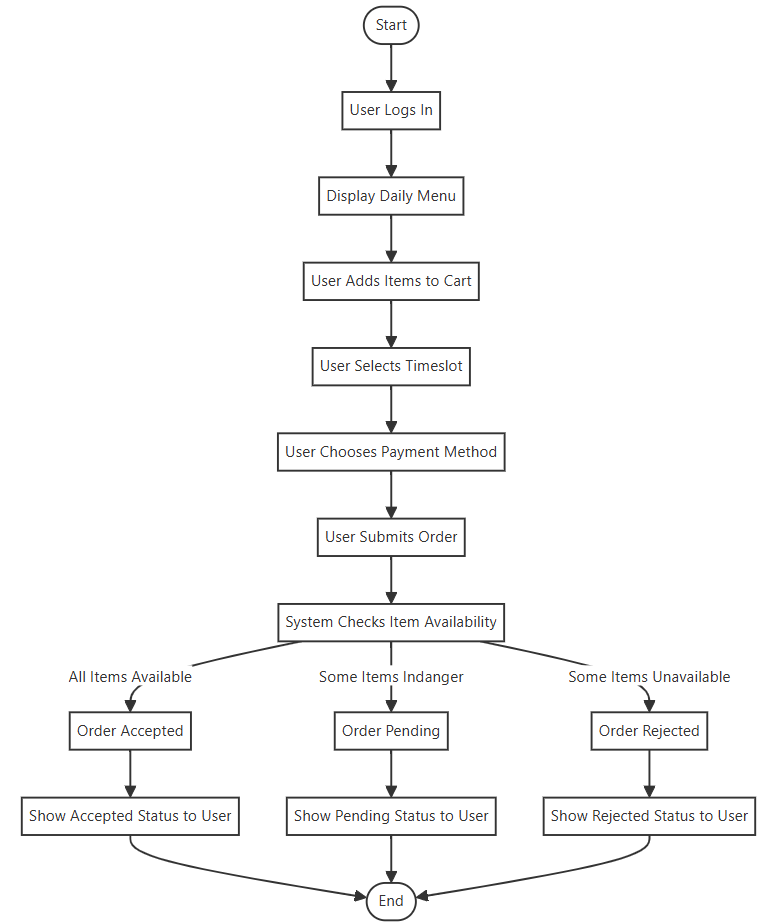 Start
User Logs In
Display Daily Menu
User Adds Items to Cart
User Selects Timeslot
User Chooses Payment Method
User Submits Order
System Checks Item Availability
All Items Available
Some Items Indanger
Some Items Unavailable
Order Accepted
Order Pending
Order Rejected
Show Accepted Status to User
Show Pending Status to User
Show Rejected Status to User
End